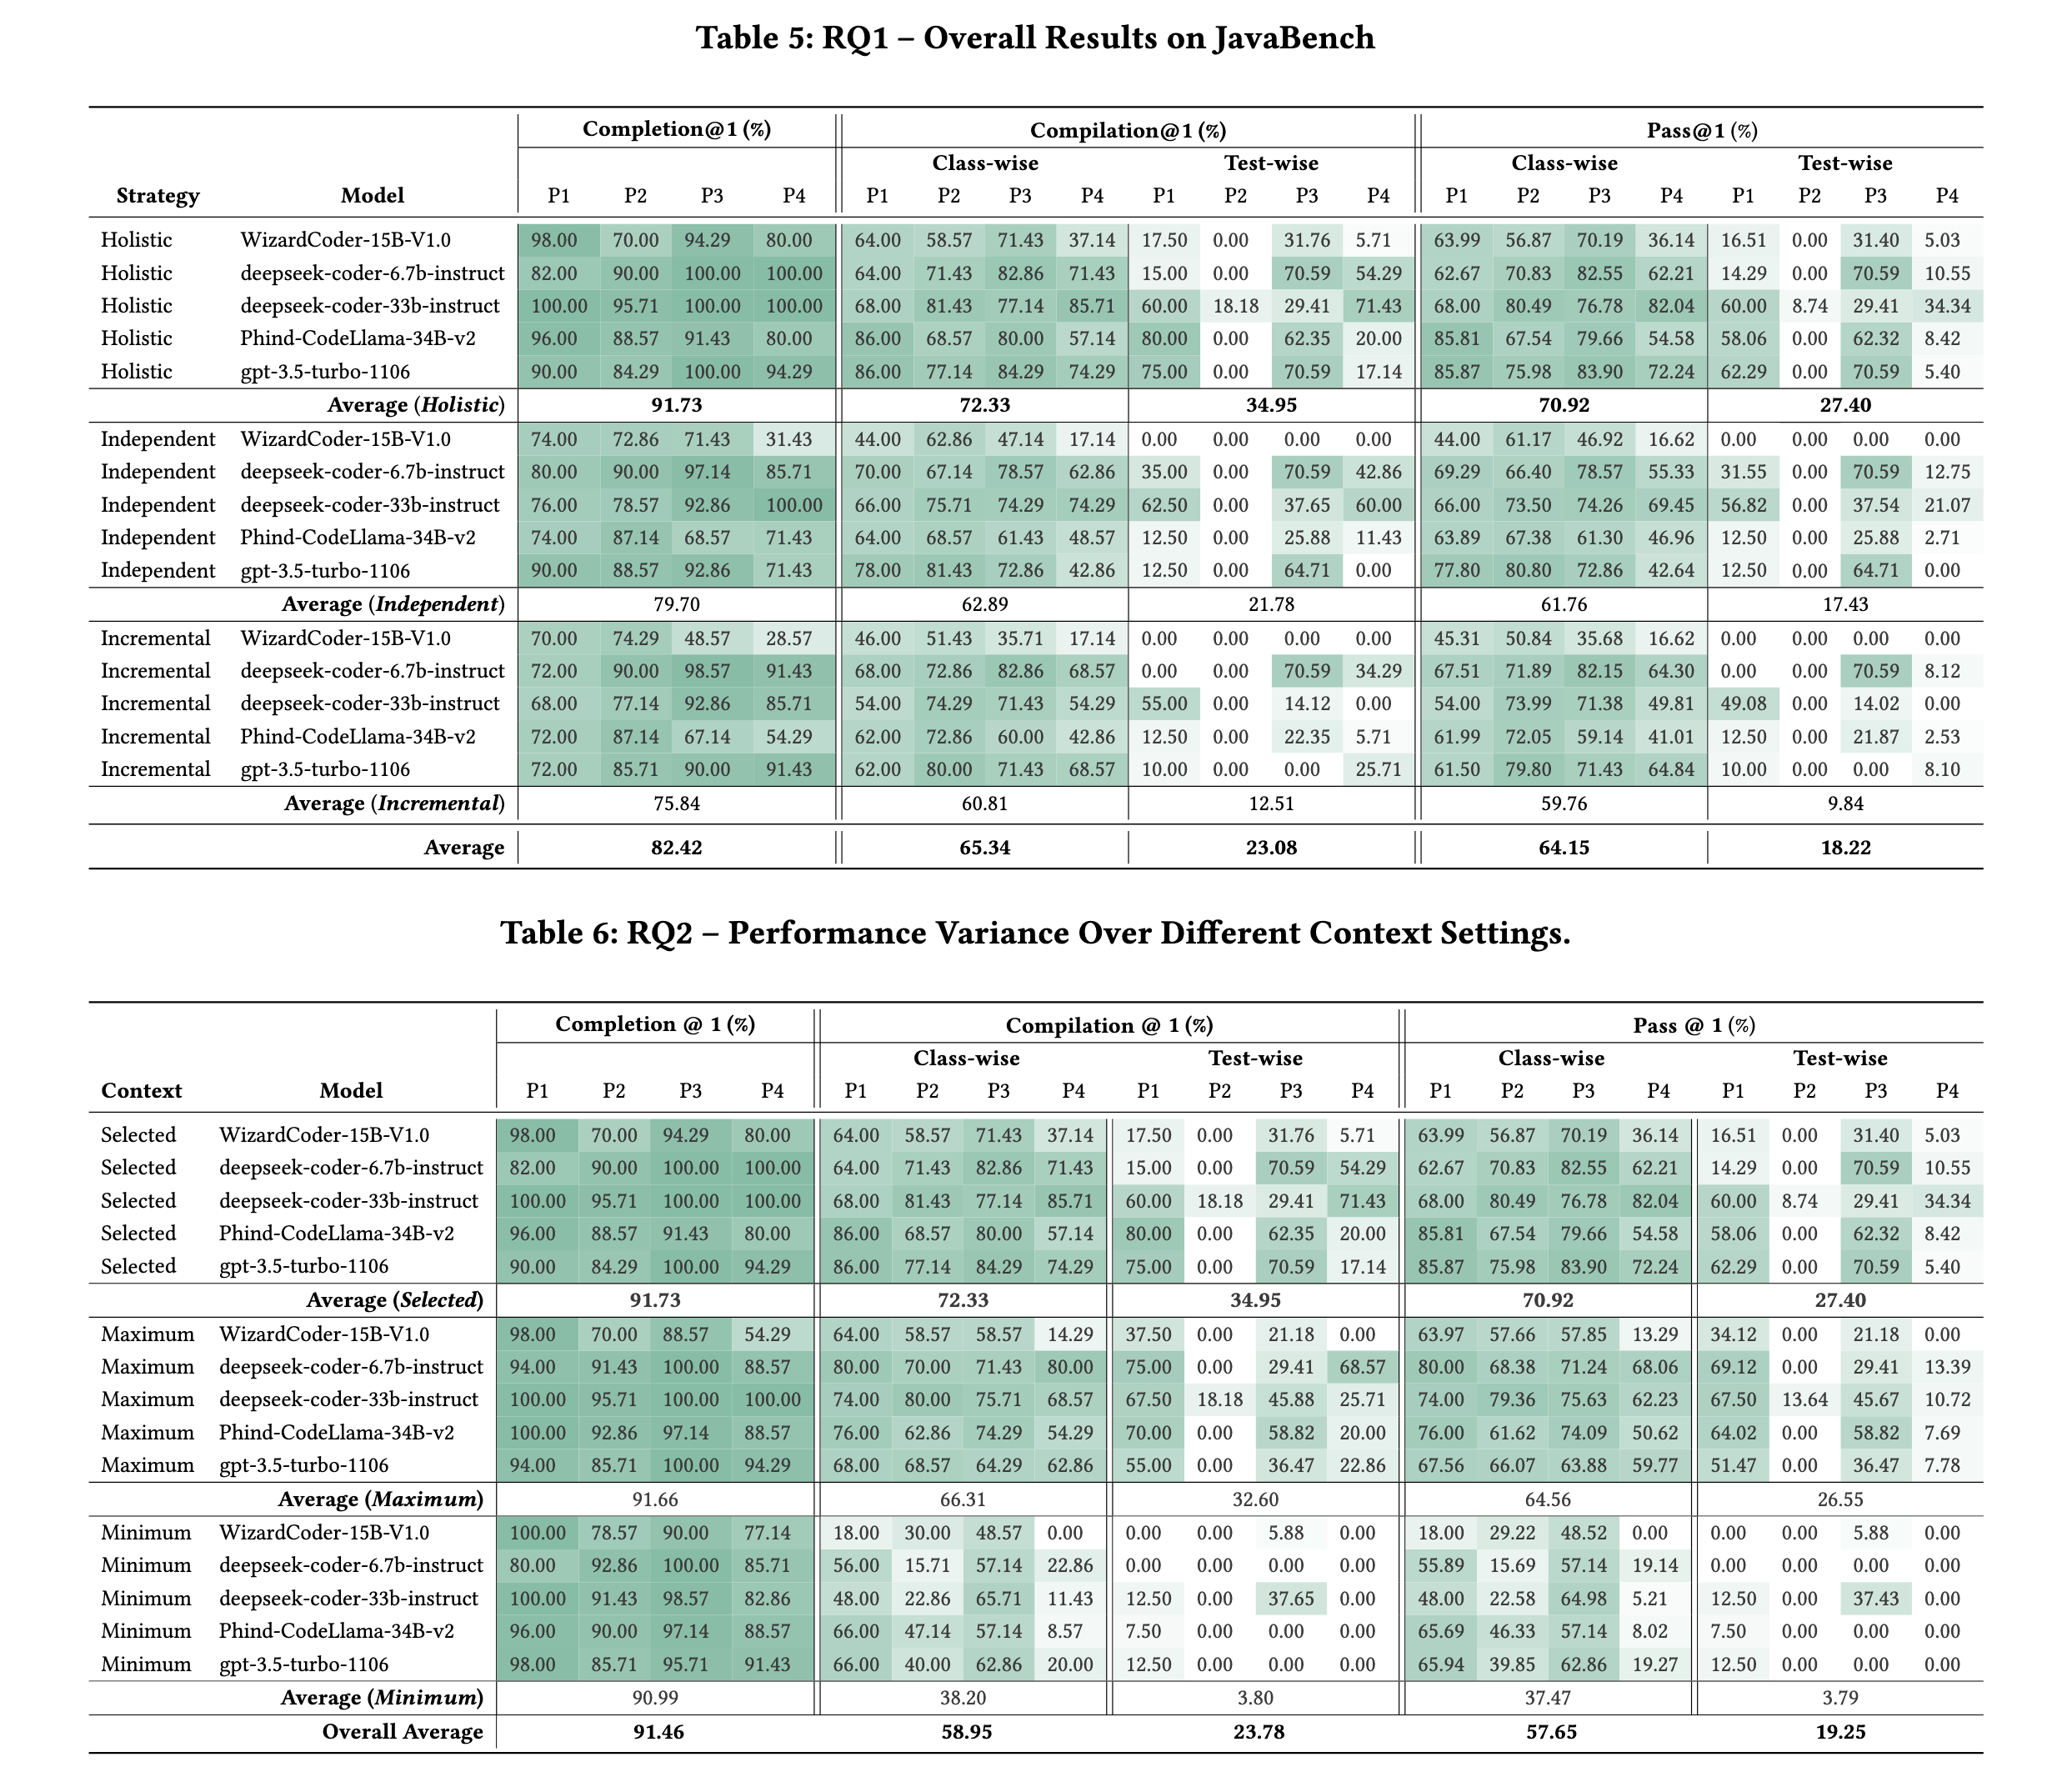 Table 5: RQ1 – Overall Results on JavaBench
Completion@1 (%) Compilation@1 (%) Pass@1 (%)
Class-wise Test-wise Class-wise Test-wise
Strategy Model P1 P2 P3 P4 P1 P2 P3 P4 P1 P2 P3 P4 P1 P2 P3 P4 P1 P2 P3 P4
Holistic WizardCoder-15B-V1.0 98.00 70.00 94.29 80.00 64.00 58.57 71.43 37.14 17.50 0.00 31.76 5.71 63.99 56.87 70.19 36.14 16.51 0.00 31.40 5.03
Holistic deepseek-coder-6.7b-instruct 82.00 90.00 100.00 100.00 64.00 71.43 82.86 71.43 15.00 0.00 70.59 54.29 62.67 70.83 82.55 62.21 14.29 0.00 70.59 10.55
Holistic deepseek-coder-33b-instruct 100.00 95.71 100.00 100.00 68.00 81.43 77.14 85.71 60.00 18.18 29.41 71.43 68.00 80.49 76.78 82.04 60.00 8.74 29.41 34.34
Holistic Phind-CodeLlama-34B-v2 96.00 88.57 91.43 80.00 86.00 68.57 80.00 57.14 80.00 0.00 62.35 20.00 85.81 67.54 79.66 54.58 58.06 0.00 62.32 8.42
Holistic gpt-3.5-turbo-1106 90.00 84.29 100.00 94.29 86.00 77.14 84.29 74.29 75.00 0.00 70.59 17.14 85.87 75.98 83.90 72.24 62.29 0.00 70.59 5.40
Average (Holistic) 91.73 72.33 34.95 70.92 27.40
Independent WizardCoder-15B-V1.0 74.00 72.86 71.43 31.43 44.00 62.86 47.14 17.14 0.00 0.00 0.00 0.00 44.00 61.17 46.92 16.62 0.00 0.00 0.00 0.00
Independent deepseek-coder-6.7b-instruct 80.00 90.00 97.14 85.71 70.00 67.14 78.57 62.86 35.00 0.00 70.59 42.86 69.29 66.40 78.57 55.33 31.55 0.00 70.59 12.75
Independent deepseek-coder-33b-instruct 76.00 78.57 92.86 100.00 66.00 75.71 74.29 74.29 62.50 0.00 37.65 60.00 66.00 73.50 74.26 69.45 56.82 0.00 37.54 21.07
Independent Phind-CodeLlama-34B-v2 74.00 87.14 68.57 71.43 64.00 68.57 61.43 48.57 12.50 0.00 25.88 11.43 63.89 67.38 61.30 46.96 12.50 0.00 25.88 2.71
Independent gpt-3.5-turbo-1106 90.00 88.57 92.86 71.43 78.00 81.43 72.86 42.86 12.50 0.00 64.71 0.00 77.80 80.80 72.86 42.64 12.50 0.00 64.71 0.00
Average (Independent) 79.70 62.89 21.78 61.76 17.43
Incremental WizardCoder-15B-V1.0 70.00 74.29 48.57 28.57 46.00 51.43 35.71 17.14 0.00 0.00 0.00 0.00 45.31 50.84 35.68 16.62 0.00 0.00 0.00 0.00
Incremental deepseek-coder-6.7b-instruct 72.00 90.00 98.57 91.43 68.00 72.86 82.86 68.57 0.00 0.00 70.59 34.29 67.51 71.89 82.15 64.30 0.00 0.00 70.59 8.12
Incremental deepseek-coder-33b-instruct 68.00 77.14 92.86 85.71 54.00 74.29 71.43 54.29 55.00 0.00 14.12 0.00 54.00 73.99 71.38 49.81 49.08 0.00 14.02 0.00
Incremental Phind-CodeLlama-34B-v2 72.00 87.14 67.14 54.29 62.00 72.86 60.00 42.86 12.50 0.00 22.35 5.71 61.99 72.05 59.14 41.01 12.50 0.00 21.87 2.53
Incremental gpt-3.5-turbo-1106 72.00 85.71 90.00 91.43 62.00 80.00 71.43 68.57 10.00 0.00 0.00 25.71 61.50 79.80 71.43 64.84 10.00 0.00 0.00 8.10
Average (Incremental) 75.84 60.81 12.51 59.76 9.84
Average 82.42 65.34 23.08 64.15 18.22
Table 6: RQ2 – Performance Variance Over Different Context Settings.
Completion @ 1 (%) Compilation @ 1 (%) Pass @ 1 (%)
Class-wise Test-wise Class-wise Test-wise
Context Model P1 P2 P3 P4 P1 P2 P3 P4 P1 P2 P3 P4 P1 P2 P3 P4 P1 P2 P3 P4
Selected WizardCoder-15B-V1.0 98.00 70.00 94.29 80.00 64.00 58.57 71.43 37.14 17.50 0.00 31.76 5.71 63.99 56.87 70.19 36.14 16.51 0.00 31.40 5.03
Selected deepseek-coder-6.7b-instruct 82.00 90.00 100.00 100.00 64.00 71.43 82.86 71.43 15.00 0.00 70.59 54.29 62.67 70.83 82.55 62.21 14.29 0.00 70.59 10.55
Selected deepseek-coder-33b-instruct 100.00 95.71 100.00 100.00 68.00 81.43 77.14 85.71 60.00 18.18 29.41 71.43 68.00 80.49 76.78 82.04 60.00 8.74 29.41 34.34
Selected Phind-CodeLlama-34B-v2 96.00 88.57 91.43 80.00 86.00 68.57 80.00 57.14 80.00 0.00 62.35 20.00 85.81 67.54 79.66 54.58 58.06 0.00 62.32 8.42
Selected gpt-3.5-turbo-1106 90.00 84.29 100.00 94.29 86.00 77.14 84.29 74.29 75.00 0.00 70.59 17.14 85.87 75.98 83.90 72.24 62.29 0.00 70.59 5.40
Average (Selected) 91.73 72.33 34.95 70.92 27.40
Maximum WizardCoder-15B-V1.0 98.00 70.00 88.57 54.29 64.00 58.57 58.57 14.29 37.50 0.00 21.18 0.00 63.97 57.66 57.85 13.29 34.12 0.00 21.18 0.00
Maximum deepseek-coder-6.7b-instruct 94.00 91.43 100.00 88.57 80.00 70.00 71.43 80.00 75.00 0.00 29.41 68.57 80.00 68.38 71.24 68.06 69.12 0.00 29.41 13.39
Maximum deepseek-coder-33b-instruct 100.00 95.71 100.00 100.00 74.00 80.00 75.71 68.57 67.50 18.18 45.88 25.71 74.00 79.36 75.63 62.23 67.50 13.64 45.67 10.72
Maximum Phind-CodeLlama-34B-v2 100.00 92.86 97.14 88.57 76.00 62.86 74.29 54.29 70.00 0.00 58.82 20.00 76.00 61.62 74.09 50.62 64.02 0.00 58.82 7.69
Maximum gpt-3.5-turbo-1106 94.00 85.71 100.00 94.29 68.00 68.57 64.29 62.86 55.00 0.00 36.47 22.86 67.56 66.07 63.88 59.77 51.47 0.00 36.47 7.78
Average (Maximum) 91.66 66.31 32.60 64.56 26.55
Minimum WizardCoder-15B-V1.0 100.00 78.57 90.00 77.14 18.00 30.00 48.57 0.00 0.00 0.00 5.88 0.00 18.00 29.22 48.52 0.00 0.00 0.00 5.88 0.00
Minimum deepseek-coder-6.7b-instruct 80.00 92.86 100.00 85.71 56.00 15.71 57.14 22.86 0.00 0.00 0.00 0.00 55.89 15.69 57.14 19.14 0.00 0.00 0.00 0.00
Minimum deepseek-coder-33b-instruct 100.00 91.43 98.57 82.86 48.00 22.86 65.71 11.43 12.50 0.00 37.65 0.00 48.00 22.58 64.98 5.21 12.50 0.00 37.43 0.00
Minimum Phind-CodeLlama-34B-v2 96.00 90.00 97.14 88.57 66.00 47.14 57.14 8.57 7.50 0.00 0.00 0.00 65.69 46.33 57.14 8.02 7.50 0.00 0.00 0.00
Minimum gpt-3.5-turbo-1106 98.00 85.71 95.71 91.43 66.00 40.00 62.86 20.00 12.50 0.00 0.00 0.00 65.94 39.85 62.86 19.27 12.50 0.00 0.00 0.00
Average (Minimum) 90.99 38.20 3.80 37.47 3.79
Overall Average 91.46 58.95 23.78 57.65 19.25